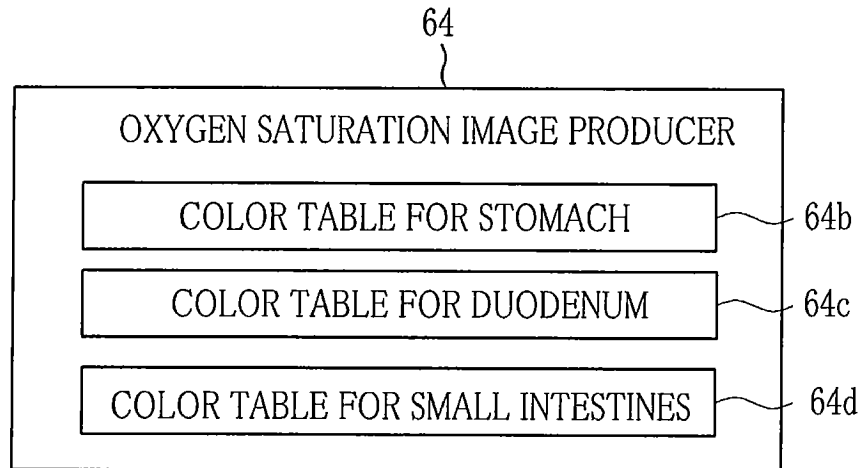 64
OXYGEN SATURATION IMAGE PRODUCER
COLOR TABLE FOR STOMACH 64b
COLOR TABLE FOR DUODENUM 64c
COLOR TABLE FOR SMALL INTESTINES 64d